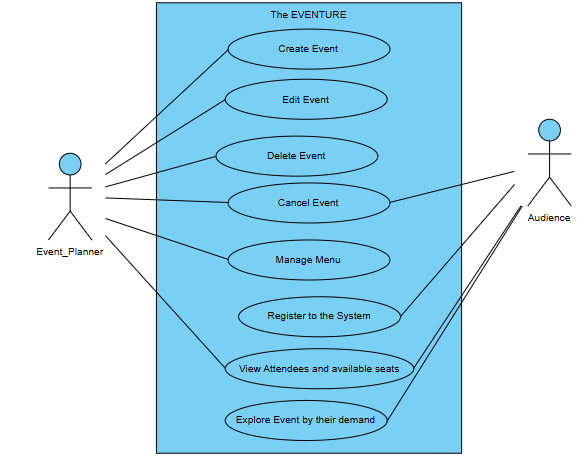 The EVENTURE
Create Event
Edit Event
Delete Event
Cancel Event
Audience
Event_Planner
Manage Menu
Register to the System
View Attendees and available seats
Explore Event by their demand